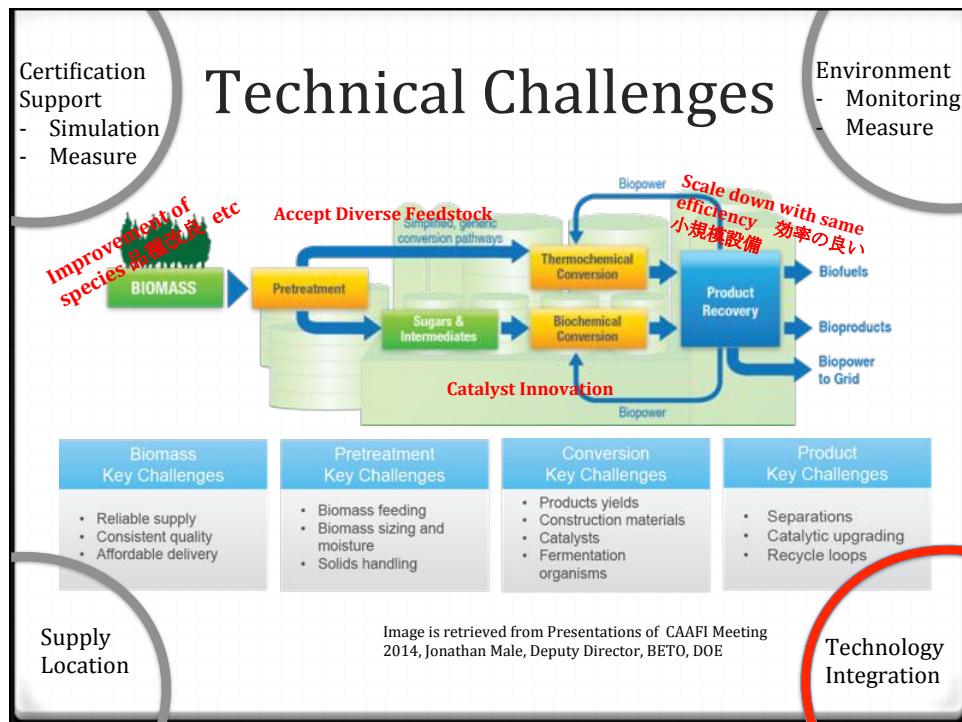 Certification
Support
- Simulation
- Measure
Technical Challenges
Environment
- Monitoring
- Measure
Improvement of
species 品種改良 etc
BIOMASS
Accept Diverse Feedstock
Simplified, generic
conversion pathways
Pretreatment
Sugars &
Intermediates
Thermochemical
Conversion
Biochemical
Conversion
Biopower
Scale down with same
efficiency 効率の良い
小規模設備
Product
Recovery
Biofuels
Bioproducts
Biopower
to Grid
Catalyst Innovation
Biopower
Biomass
Key Challenges
• Reliable supply
• Consistent quality
• Affordable delivery
Pretreatment
Key Challenges
• Biomass feeding
• Biomass sizing and
moisture
• Solids handling
Conversion
Key Challenges
• Products yields
• Construction materials
• Catalysts
• Fermentation
organisms
Product
Key Challenges
• Separations
• Catalytic upgrading
• Recycle loops
Supply
Location
Image is retrieved from Presentations of CAAFI Meeting
2014, Jonathan Male, Deputy Director, BETO, DOE
Technology
Integration